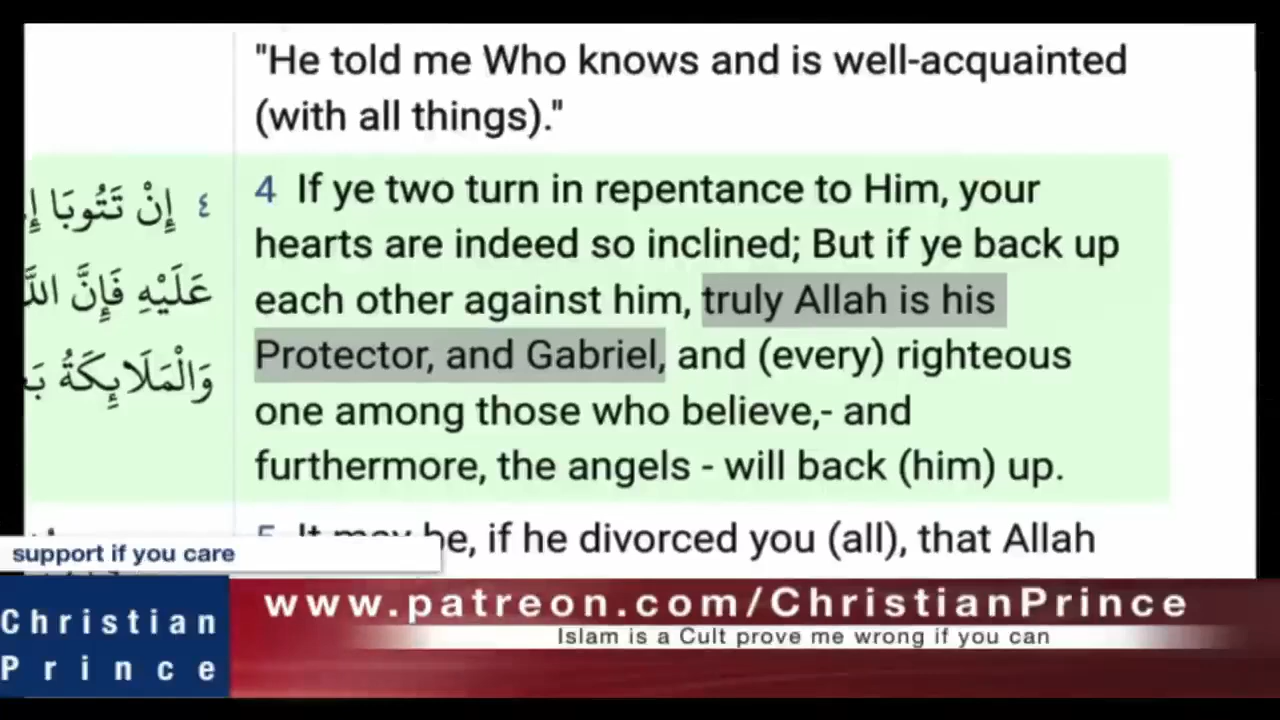 "He told me Who knows and is well-acquainted
(with all things)."
4 If ye two turn in repentance to Him, your
hearts are indeed so inclined; But if ye back up
each other against him, truly Allah is his
Protector, and Gabriel, and (every) righteous
one among those who believe,- and
furthermore, the angels - will back (him) up.
٤ إِنْ تَتُوبَا
عَلَيْهِ فَإِنَّ
وَالْمَلَايِكَةُ
5 It may be, if he divorced you (all), that Allah
support if you care
Christian
Prince
www.patreon.com/ChristianPrince
Islam is a Cult prove me wrong if you can